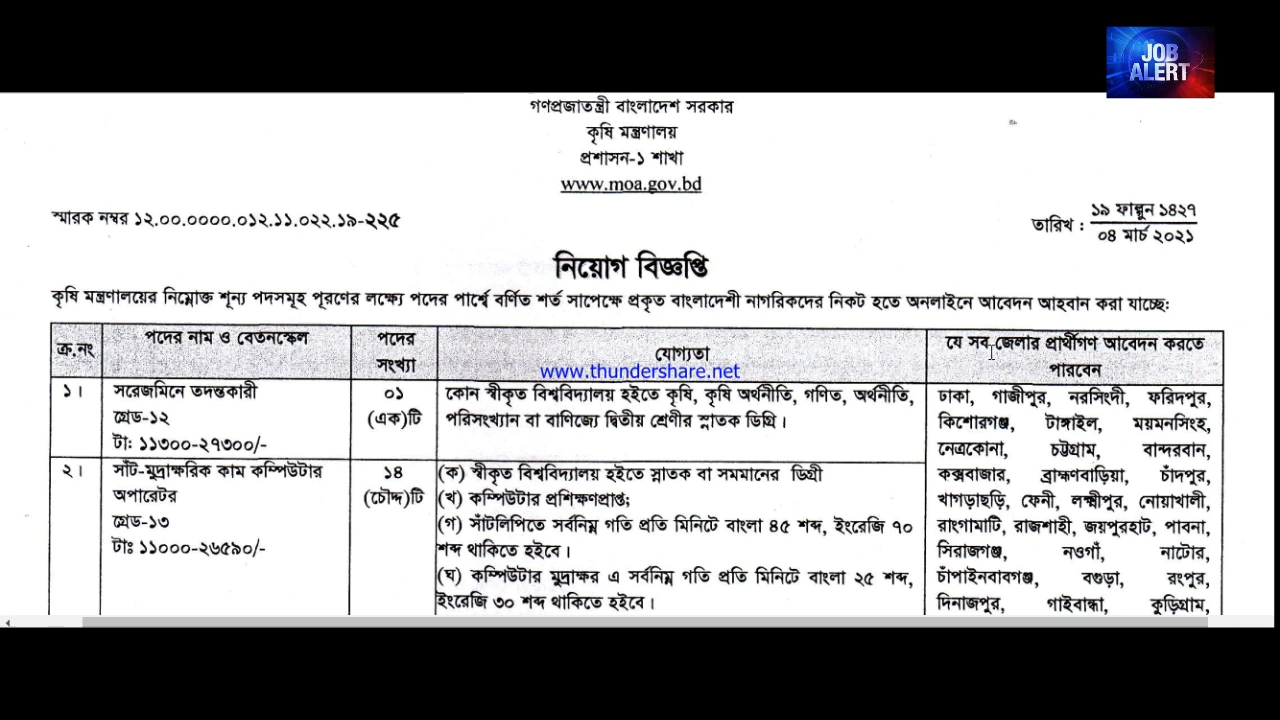 JOB
ALERT
গণপ্রজাতন্ত্রী বাংলাদেশ সরকার
কৃষি মন্ত্রণালয়
প্রশাসন-১ শাখা
www.moa.gov.bd
স্মারক নম্বর ১২.০০.০০০০.০১২.১১.০২২.১৯-২২৫
তারিখ : ১৯ ফাল্গুন ১৪২৭
০৪ মার্চ ২০২১
নিয়োগ বিজ্ঞপ্তি
কৃষি মন্ত্রণালয়ের নিম্নোক্ত শূন্য পদসমূহ পূরণের লক্ষ্যে পদের পার্শ্বে বর্ণিত শর্ত সাপেক্ষে প্রকৃত বাংলাদেশী নাগরিকদের নিকট হতে অনলাইনে আবেদন আহবান করা যাচ্ছে:
ক্র.নং
পদের নাম ও বেতনস্কেল
পদের
সংখ্যা
যোগ্যতা
www.thundershare.net
যে সব জেলার প্রার্থীগণ আবেদন করতে
পারবেন
১।
সরেজমিনে তদন্তকারী
গ্রেড-১২
টা: ১১৩০০-২৭৩০০/-
০১
(এক)টি
কোন স্বীকৃত বিশ্ববিদ্যালয় হইতে কৃষি, কৃষি অর্থনীতি, গণিত, অর্থনীতি,
পরিসংখ্যান বা বাণিজ্যে দ্বিতীয় শ্রেণীর স্নাতক ডিগ্রি।
২।
সাঁট-মুদ্রাক্ষরিক কাম কম্পিউটার
অপারেটর
গ্রেড-১৩
টাঃ ১১০০০-২৬৫৯০/-
১৪
(চৌদ্দ)টি
(ক) স্বীকৃত বিশ্ববিদ্যালয় হইতে স্নাতক বা সমমানের ডিগ্রী
(খ) কম্পিউটার প্রশিক্ষণপ্রাপ্ত;
(গ) সাঁটলিপিতে সর্বনিম্ন গতি প্রতি মিনিটে বাংলা ৪৫ শব্দ, ইংরেজি ৭০
শব্দ থাকিতে হইবে।
(ঘ) কম্পিউটার মুদ্রাক্ষর এ সর্বনিম্ন গতি প্রতি মিনিটে বাংলা ২৫ শব্দ,
ইংরেজি ৩০ শব্দ থাকিতে হইবে।
ঢাকা, গাজীপুর, নরসিংদী, ফরিদপুর,
কিশোরগঞ্জ, টাঙ্গাইল, ময়মনসিংহ,
নেত্রকোনা, চট্টগ্রাম, বান্দরবান,
কক্সবাজার, ব্রাহ্মণবাড়িয়া, চাঁদপুর,
খাগড়াছড়ি, ফেনী, লক্ষ্মীপুর, নোয়াখালী,
রাংগামাটি, রাজশাহী, জয়পুরহাট, পাবনা,
সিরাজগঞ্জ, নওগাঁ, নাটোর,
চাঁপাইনবাবগঞ্জ, বগুড়া, রংপুর,
দিনাজপুর, গাইবান্ধা, কুড়িগ্রাম,